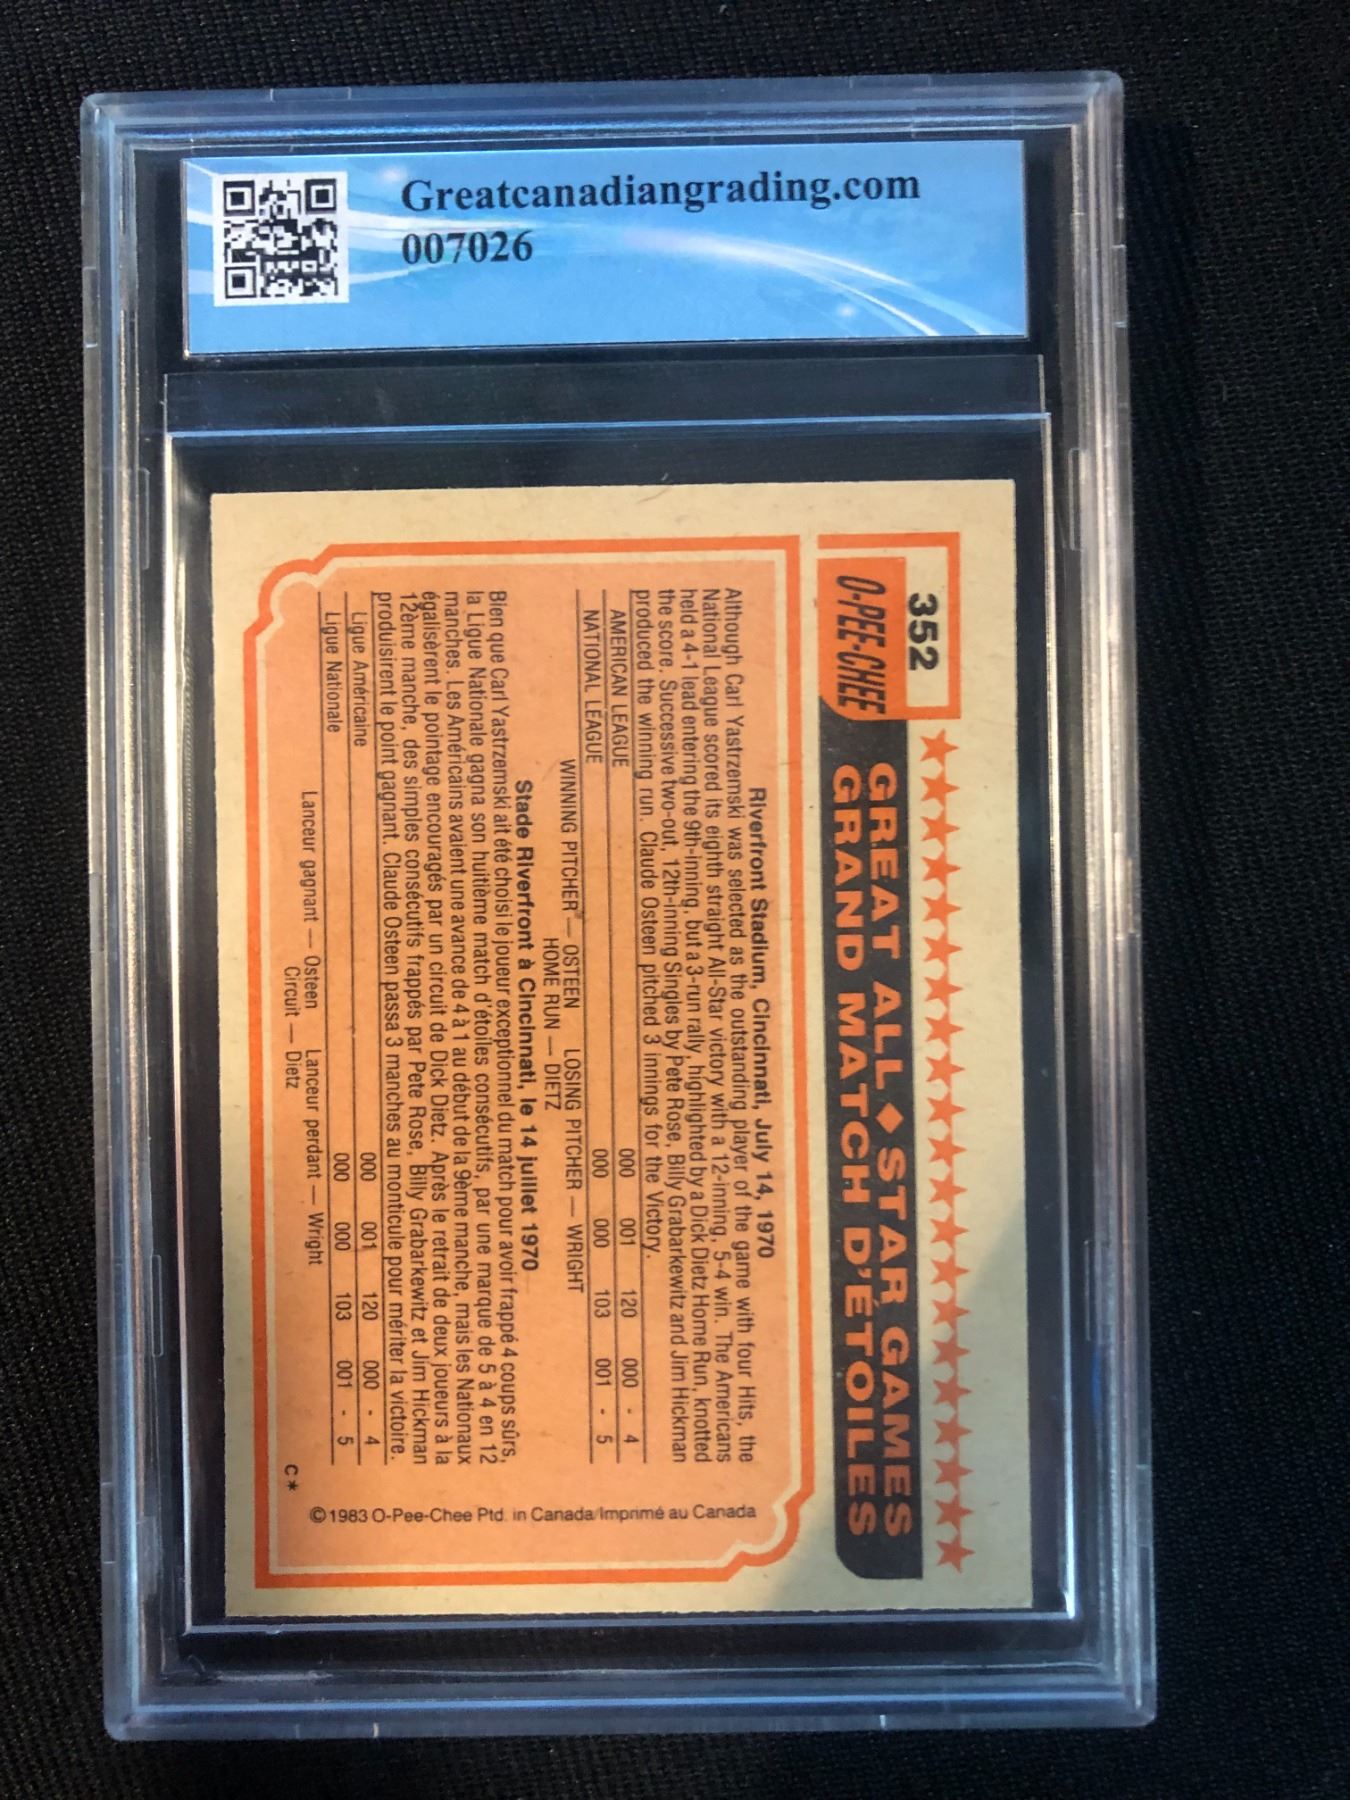 Greatcanadiangrading.com
007026
352
O-PEE-CHEE
GREAT ALL◆STAR GAMES
GRAND MATCH D'ÉTOILES
Riverfront Stadium, Cincinnati, July 14, 1970
Although Carl Yastrzemski was selected as the outstanding player of the game with four Hits, the
National League scored its eighth straight All-Star victory with a 12-inning, 5-4 win. The Americans
held a 4-1 lead entering the 9th-inning, but a 3-run rally highlighted by a Dick Dietz Home Run, knotted
the score. Successive two-out, 12th-inning Singles by Pete Rose, Billy Grabarkewitz and Jim Hickman
produced the winning run. Claude Osteen pitched 3 innings for the Victory.
AMERICAN LEAGUE 000 001 120 000 - 4
NATIONAL LEAGUE 000 000 103 001 - 5
WINNING PITCHER — OSTEEN LOSING PITCHER — WRIGHT
HOME RUN — DIETZ
Stade Riverfront à Cincinnati, le 14 juillet 1970
Bien que Carl Yastrzemski ait été choisi le joueur exceptionnel du match pour avoir frappé 4 coups sûrs,
la Ligue Nationale gagna son huitième match d'étoiles consécutifs, par une marque de 5 à 4 en 12
manches. Les Américains avaient une avance de 4 à 1 au début de la 9ème manche, mais les Nationaux
égalisèrent le pointage encouragés par un circuit de Dick Dietz. Après le retrait de deux joueurs à la
12ème manche, des simples consécutifs frappés par Pete Rose, Billy Grabarkewitz et Jim Hickman
produisirent le point gagnant. Claude Osteen passa 3 manches au monticule pour mériter la victoire.
Ligue Américaine 000 001 120 000 - 4
Ligue Nationale 000 000 103 001 - 5
Lanceur gagnant — Osteen Lanceur perdant — Wright
Circuit — Dietz
C*
©1983 O-Pee-Chee Ptd. in Canada/Imprimé au Canada